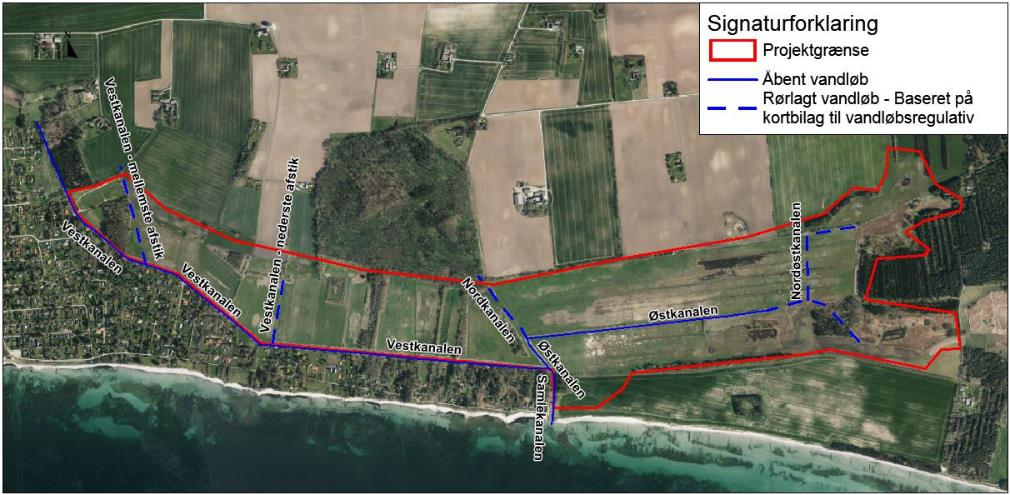 Signaturforklaring
Projektgrænse
Åbent vandløb
Rørlagt vandløb - Baseret på
kortbilag til vandløbsregulativ
N
Vestkanalen - mellemste afstik
Vestkanalen
Vestkanalen
Vestkanalen - nederste afstik
Vestkanalen
Nordkanalen
Østkanalen
Samlekanalen
Østkanalen
Nordøstkanalen